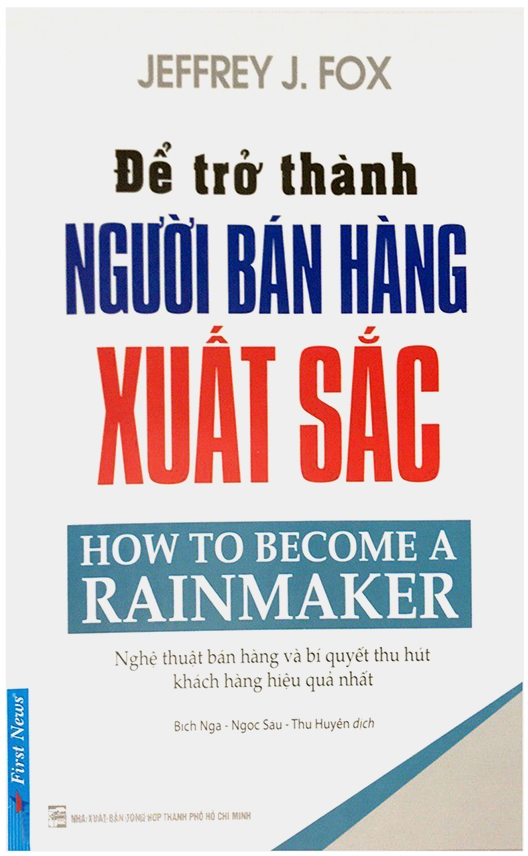 JEFFREY J. FOX
Để trở thành
NGƯỜI BÁN HÀNG
XUẤT SẮC
HOW TO BECOME A
RAINMAKER
Nghệ thuật bán hàng và bí quyết thu hút
khách hàng hiệu quả nhất
Bích Nga - Ngọc Sáu - Thu Huyền dịch
First News
NHÀ XUẤT BẢN TỔNG HỢP THÀNH PHỐ HỒ CHÍ MINH